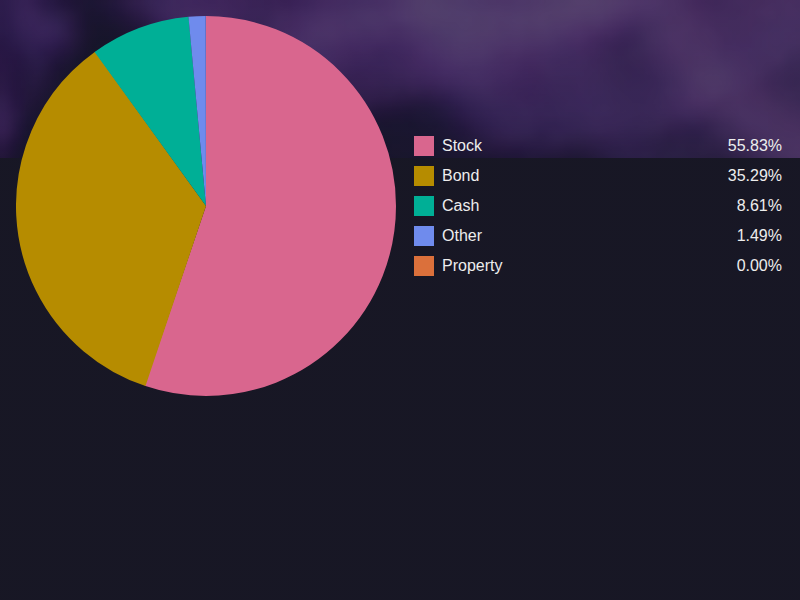 Stock 55.83%
Bond 35.29%
Cash 8.61%
Other 1.49%
Property 0.00%